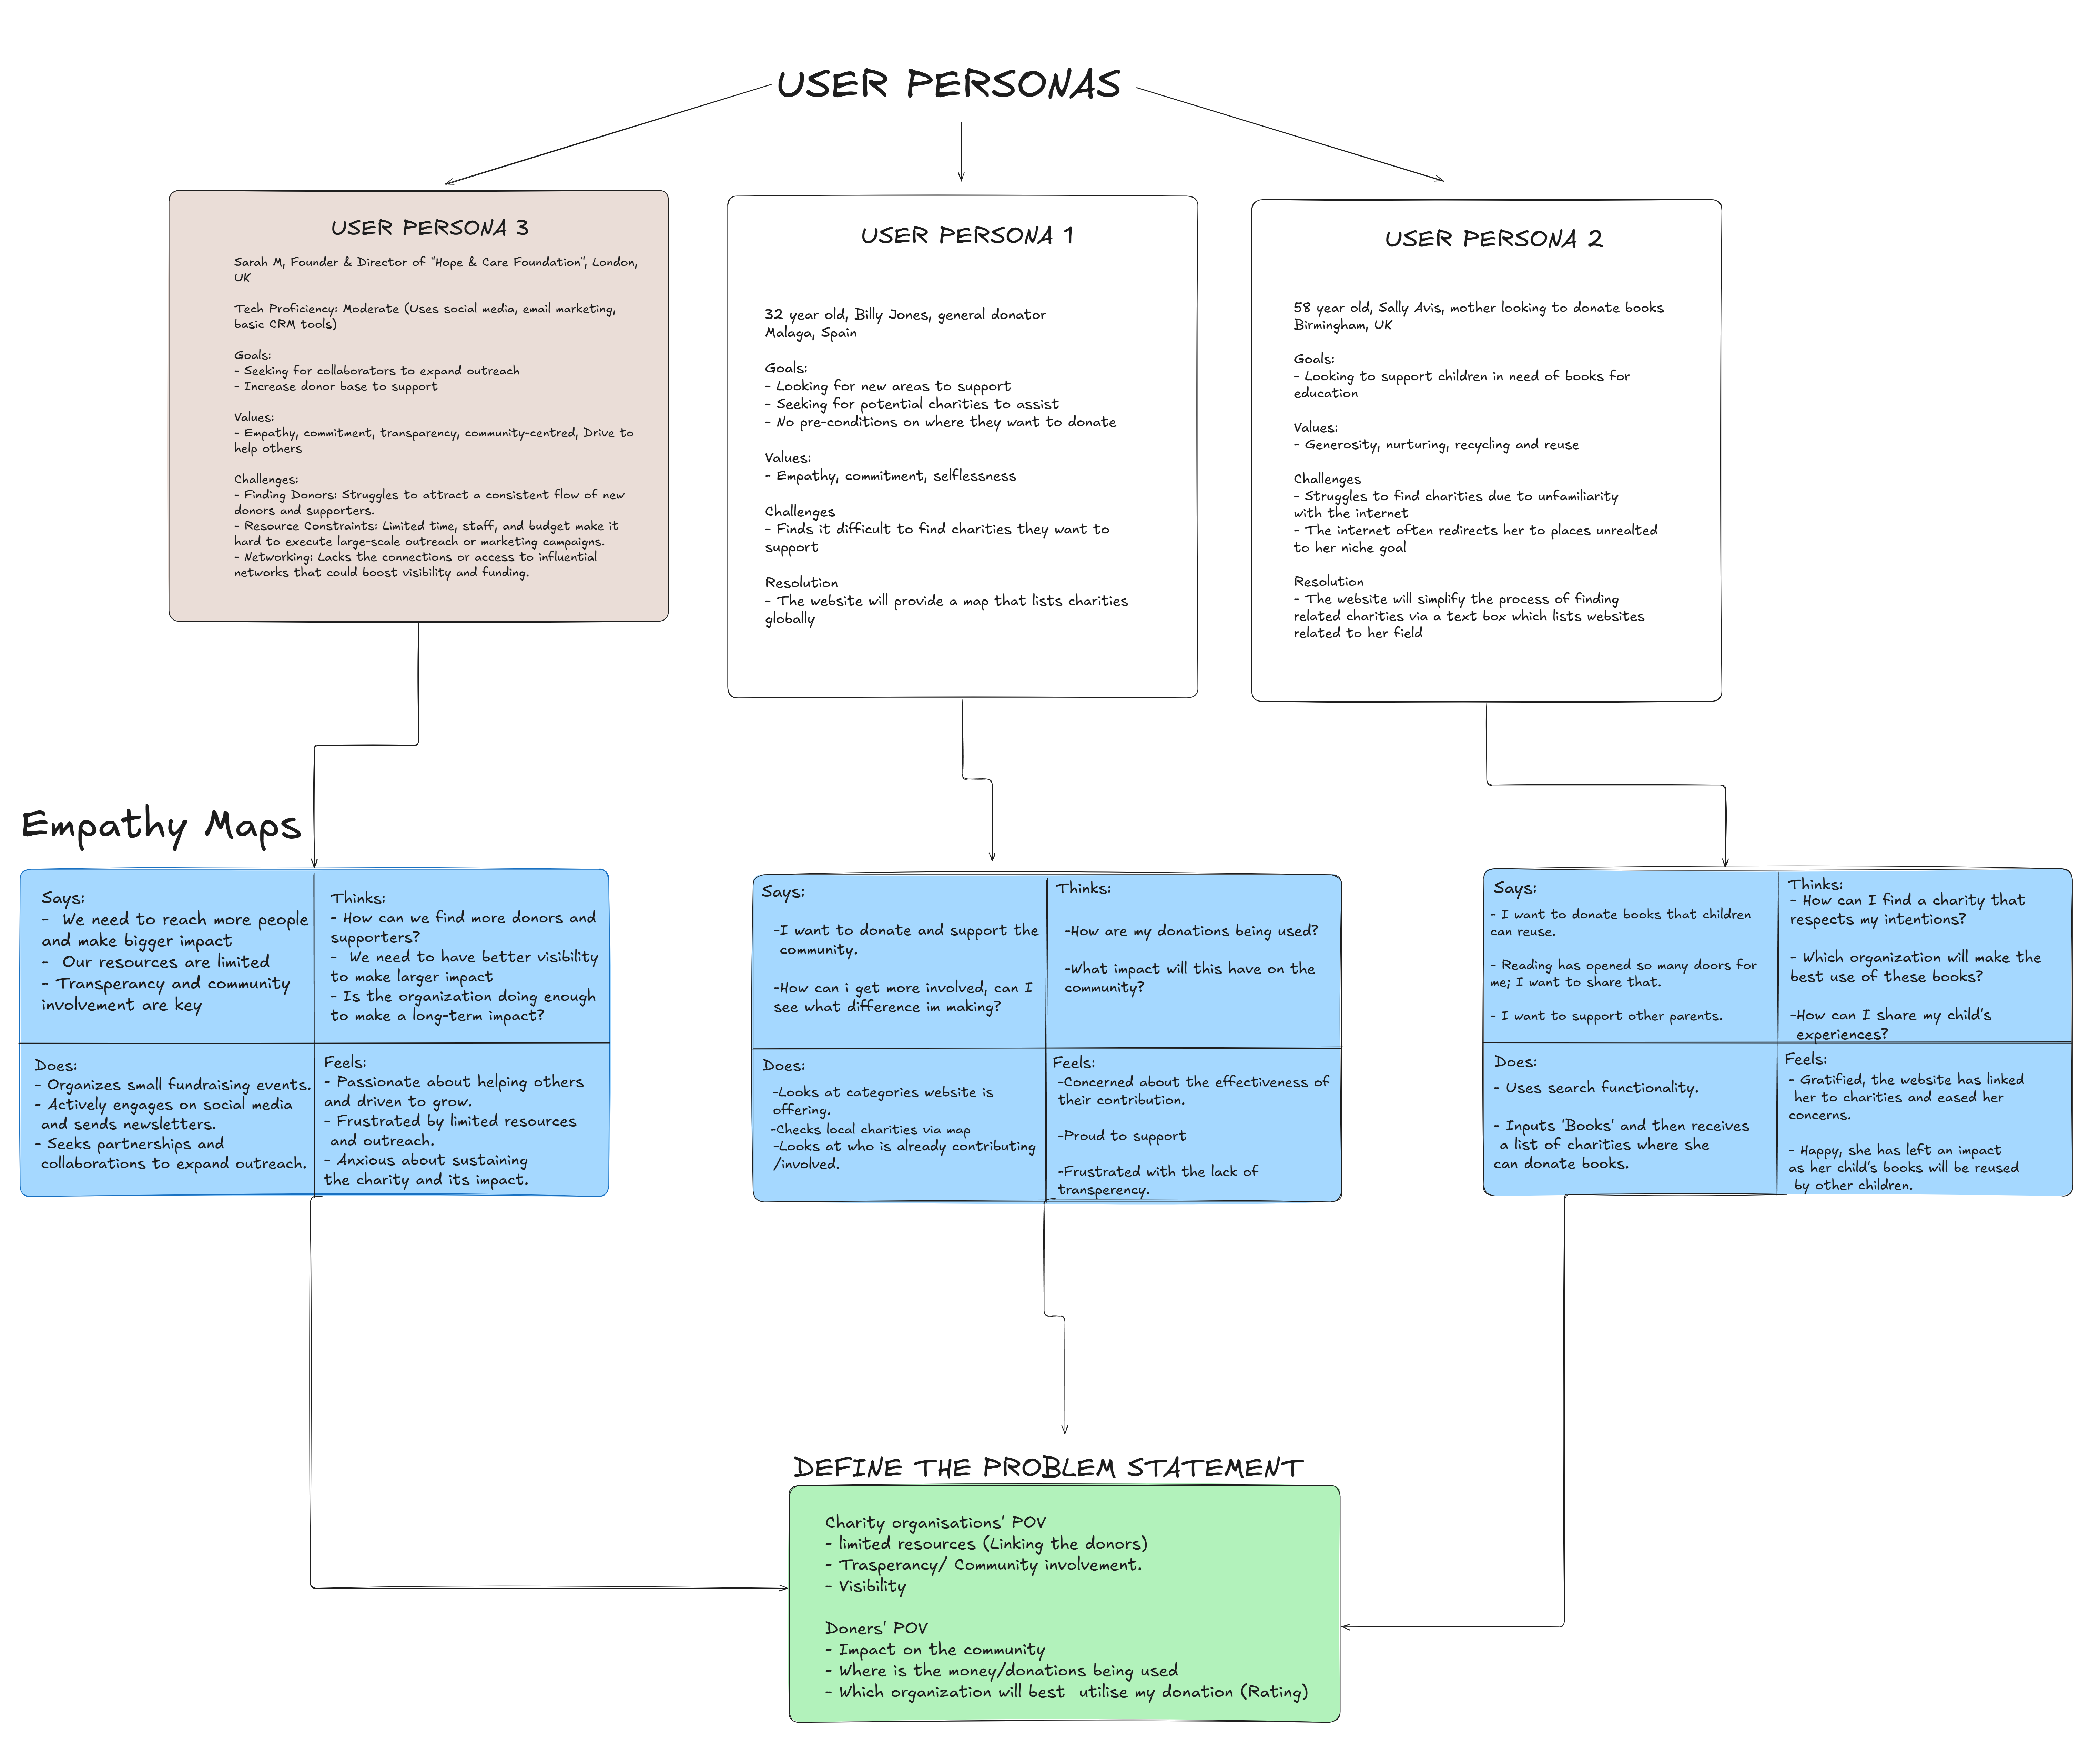 USER PERSONAS
USER PERSONA 3
Sarah M, Founder & Director of "Hope & Care Foundation", London,
UK
Tech Proficiency: Moderate (Uses social media, email marketing,
basic CRM tools)
Goals:
- Seeking for collaborators to expand outreach
- Increase donor base to support
Values:
- Empathy, commitment, transparency, community-centred, Drive to
help others
Challenges:
- Finding Donors: Struggles to attract a consistent flow of new
donors and supporters.
- Resource Constraints: Limited time, staff, and budget make it
hard to execute large-scale outreach or marketing campaigns.
- Networking: Lacks the connections or access to influential
networks that could boost visibility and funding.
USER PERSONA 1
32 year old, Billy Jones, general donator
Malaga, Spain
Goals:
- Looking for new areas to support
- Seeking for potential charities to assist
- No pre-conditions on where they want to donate
Values:
- Empathy, commitment, selflessness
Challenges
- Finds it difficult to find charities they want to
support
Resolution
- The website will provide a map that lists charities
globally
USER PERSONA 2
58 year old, Sally Avis, mother looking to donate books
Birmingham, UK
Goals:
- Looking to support children in need of books for
education
Values:
- Generosity, nurturing, recycling and reuse
Challenges
- Struggles to find charities due to unfamiliarity
with the internet
- The internet often redirects her to places unrealted
to her niche goal
Resolution
- The website will simplify the process of finding
related charities via a text box which lists websites
related to her field
Empathy Maps
Says:
- We need to reach more people
and make bigger impact
- Our resources are limited
- Transperancy and community
involvement are key
Thinks:
- How can we find more donors and
supporters?
- We need to have better visibility
to make larger impact
- Is the organization doing enough
to make a long-term impact?
Does:
- Organizes small fundraising events.
- Actively engages on social media
and sends newsletters.
- Seeks partnerships and
collaborations to expand outreach.
Feels:
- Passionate about helping others
and driven to grow.
- Frustrated by limited resources
and outreach.
- Anxious about sustaining
the charity and its impact.
Says:
-I want to donate and support the
community.
-How can i get more involved, can I
see what difference im making?
Thinks:
-How are my donations being used?
-What impact will this have on the
community?
Does:
-Looks at categories website is
offering.
-Checks local charities via map
-Looks at who is already contributing
/involved.
Feels:
-Concerned about the effectiveness of
their contribution.
-Proud to support
-Frustrated with the lack of
transperency.
Says:
- I want to donate books that children
can reuse.
- Reading has opened so many doors for
me; I want to share that.
- I want to support other parents.
Thinks:
- How can I find a charity that
respects my intentions?
- Which organization will make the
best use of these books?
-How can I share my child's
experiences?
Does:
- Uses search functionality.
- Inputs 'Books' and then receives
a list of charities where she
can donate books.
Feels:
- Gratified, the website has linked
her to charities and eased her
concerns.
- Happy, she has left an impact
as her child's books will be reused
by other children.
DEFINE THE PROBLEM STATEMENT
Charity organisations' POV
- limited resources (Linking the donors)
- Trasperancy/ Community involvement.
- Visibility
Doners' POV
- Impact on the community
- Where is the money/donations being used
- Which organization will best utilise my donation (Rating)